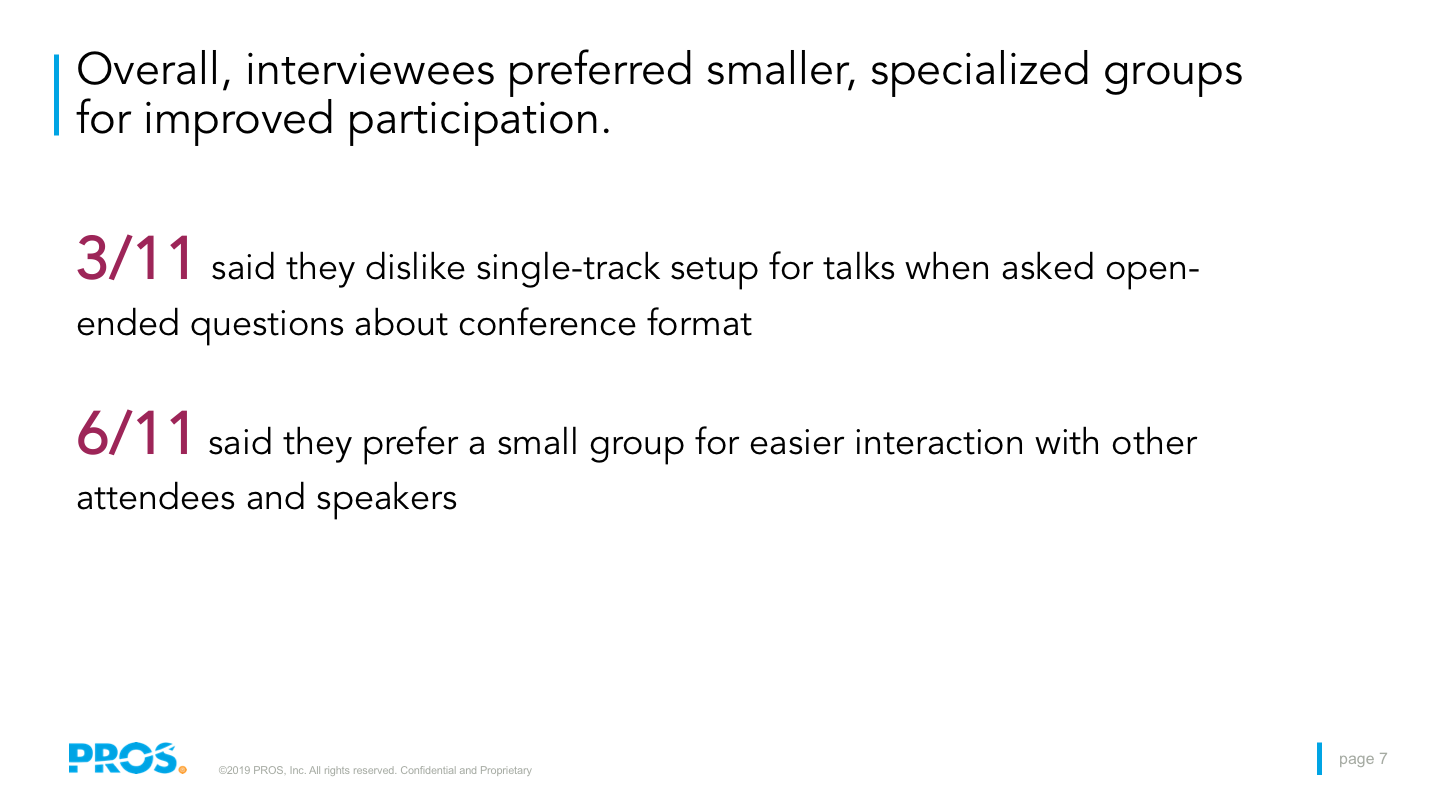 Overall, interviewees preferred smaller, specialized groups
for improved participation.
3/11 said they dislike single-track setup for talks when asked open-
ended questions about conference format
6/11 said they prefer a small group for easier interaction with other
attendees and speakers
PROS.
©2019 PROS, Inc. All rights reserved. Confidential and Proprietary
page 7